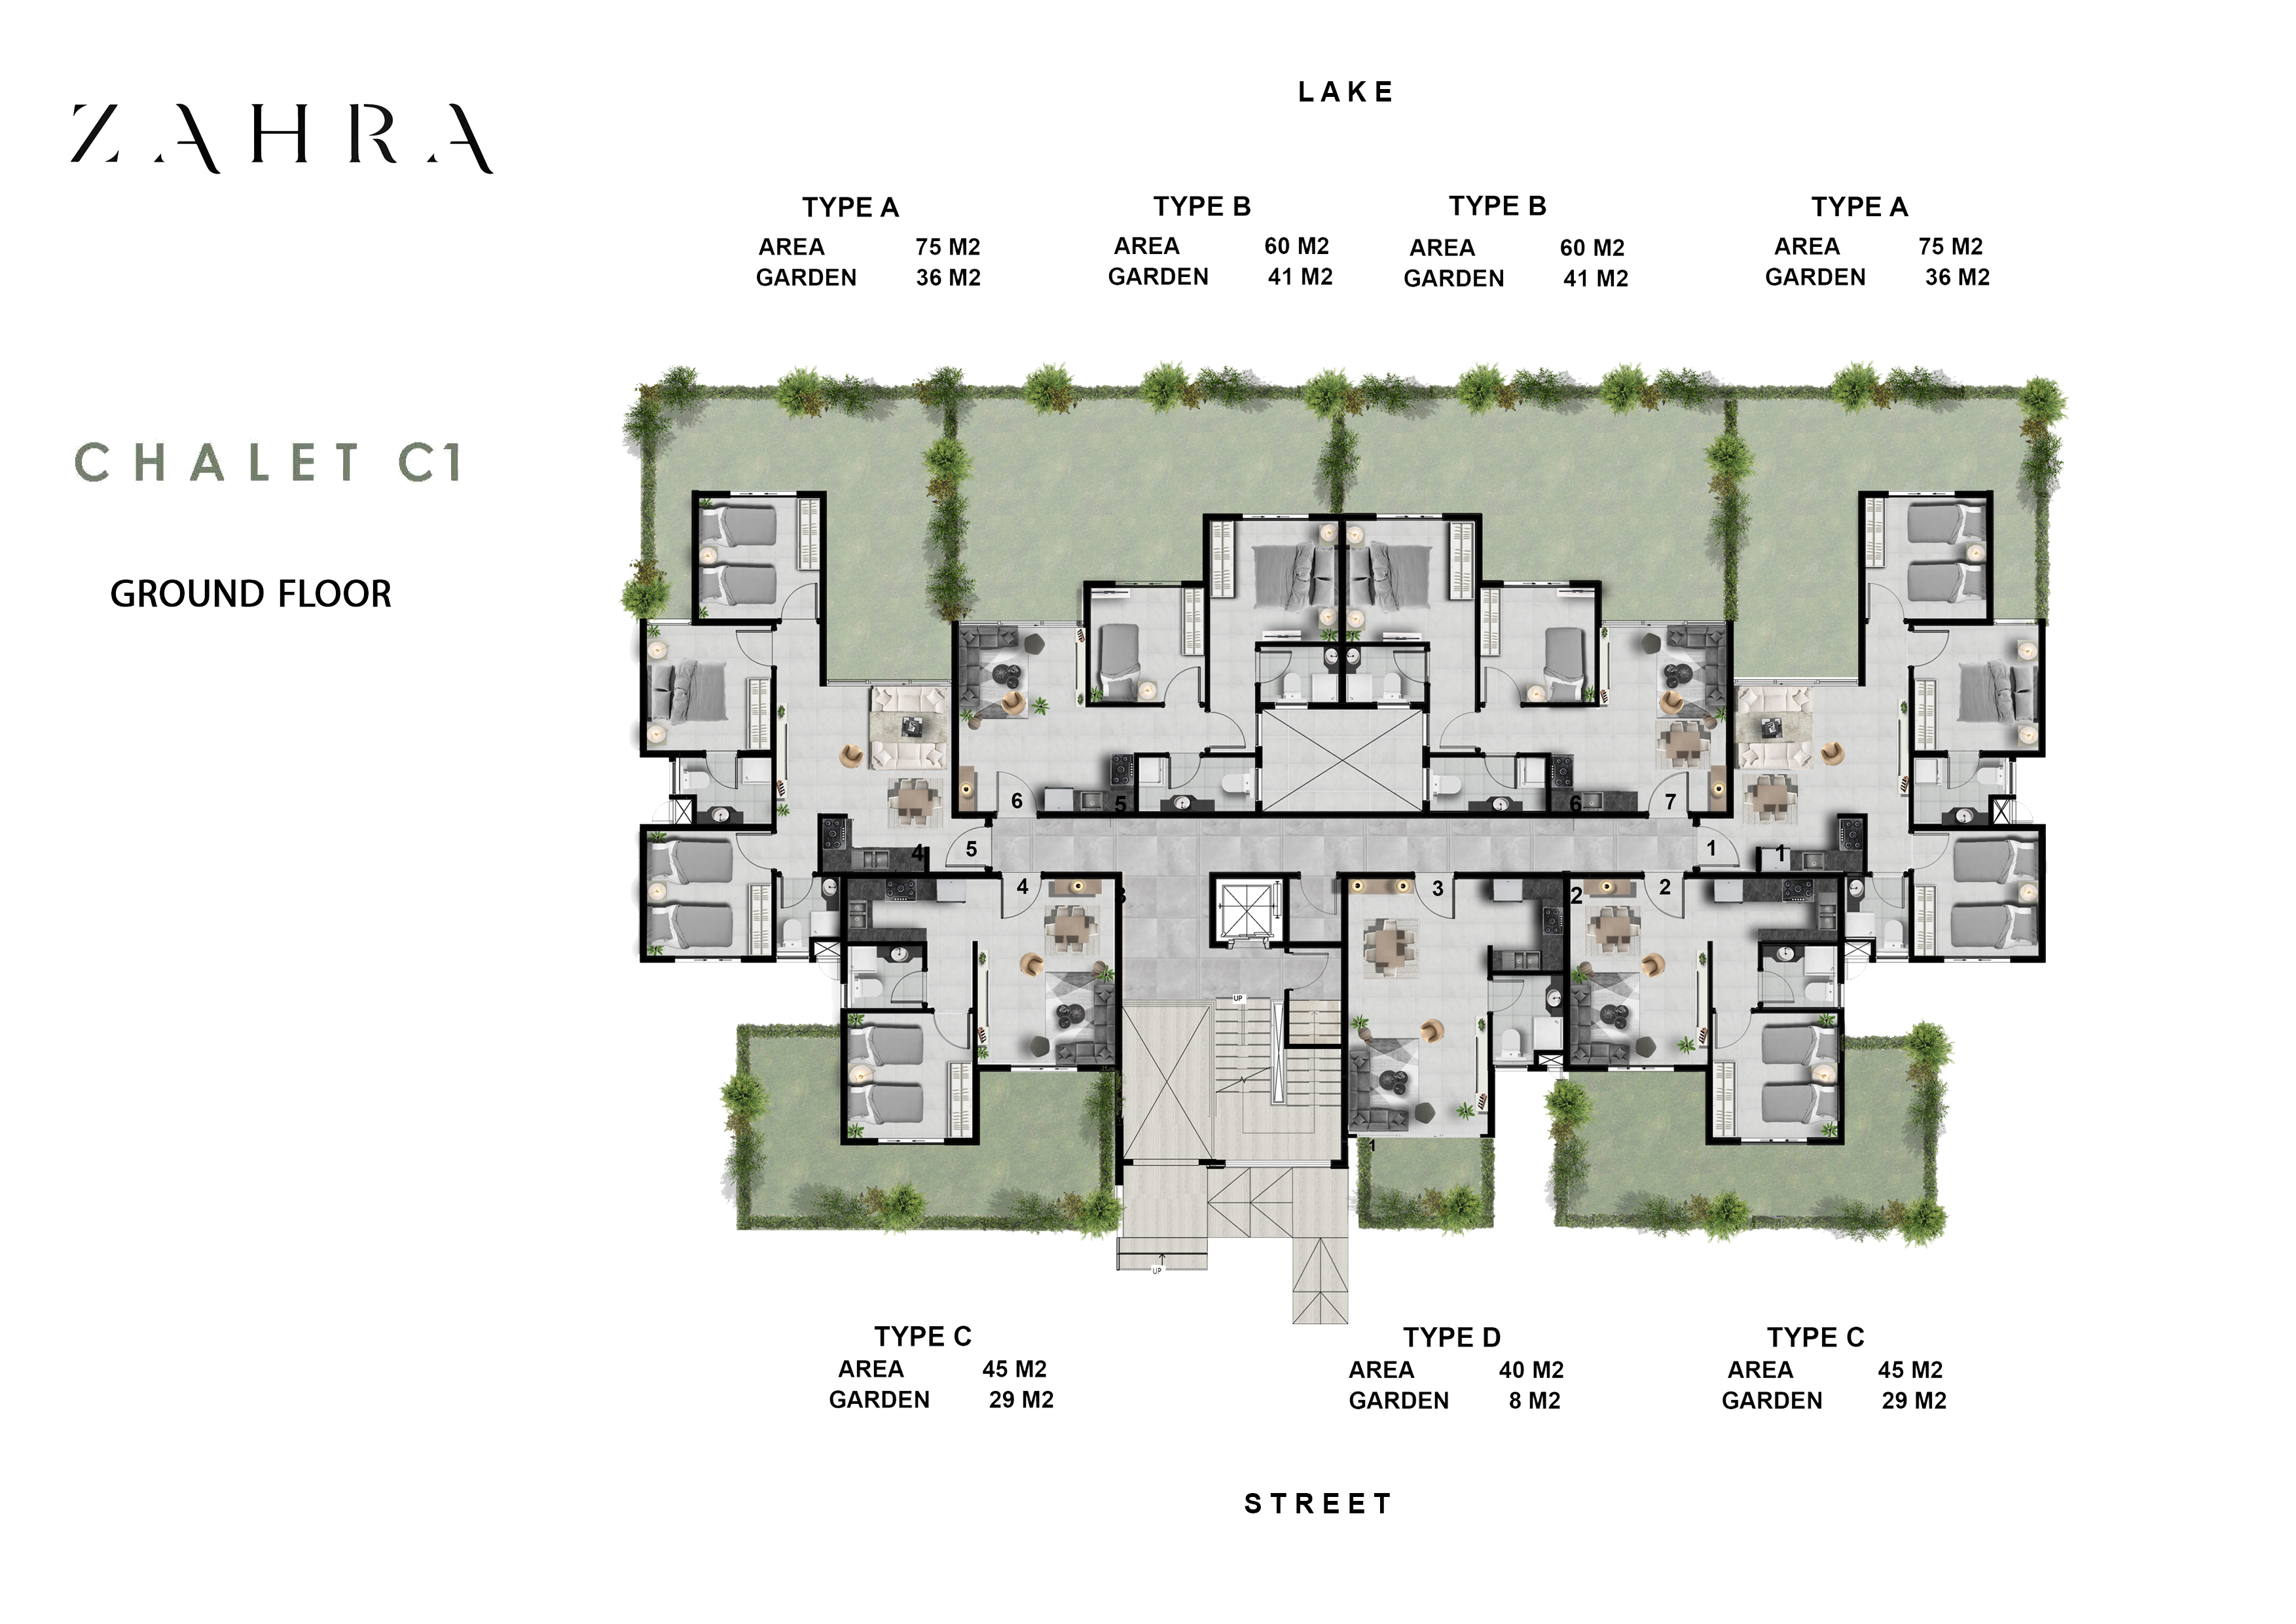 ZAHRA
LAKE
TYPE A
AREA 75 M2
GARDEN 36 M2
TYPE B
AREA 60 M2
GARDEN 41 M2
TYPE B
AREA 60 M2
GARDEN 41 M2
TYPE A
AREA 75 M2
GARDEN 36 M2
CHALET C1
GROUND FLOOR
6
5
6
7
4
5
1
1
4
3
3
2
2
UP
1
UP
TYPE C
AREA 45 M2
GARDEN 29 M2
TYPE D
AREA 40 M2
GARDEN 8 M2
TYPE C
AREA 45 M2
GARDEN 29 M2
STREET